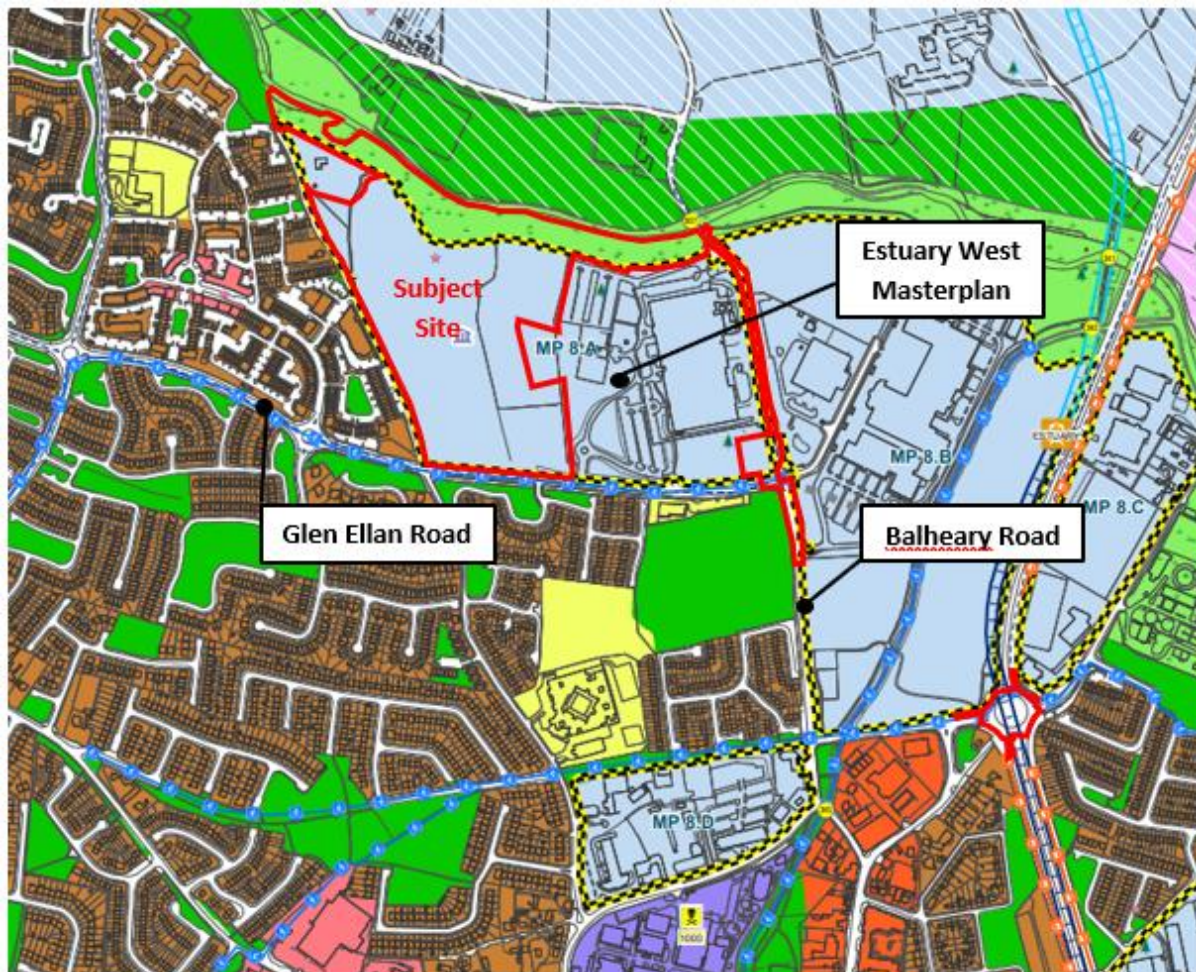 Estuary West
Masterplan
Subject
Site
MP 8.A
ESTUARY
MP 8.B
MP 8.C
Glen Ellan Road
Balheary Road
MP 8.D
1000